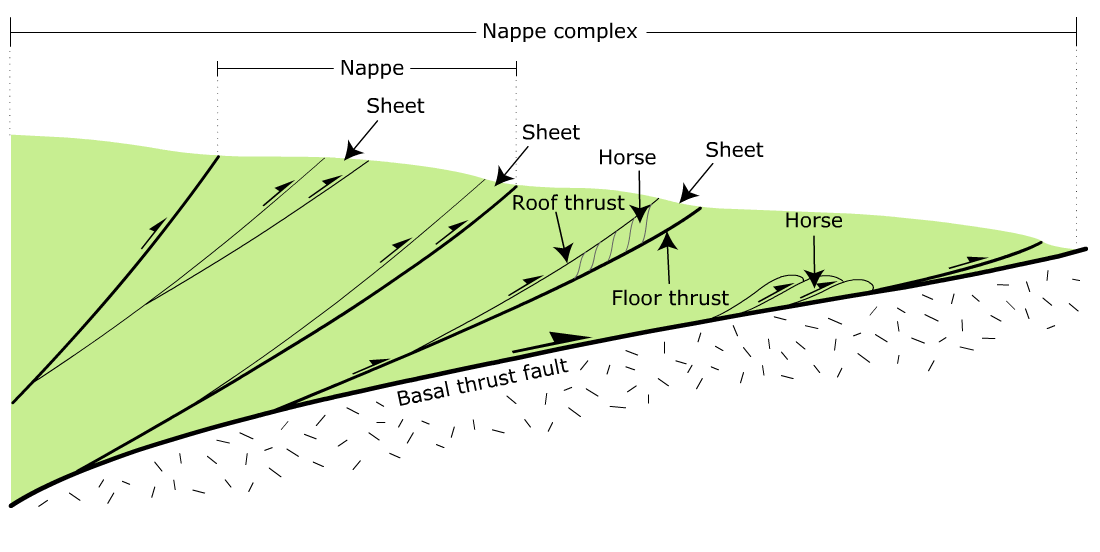 Nappe complex
Nappe
Sheet
Sheet
Horse
Sheet
Roof thrust
Horse
Floor thrust
Basal thrust fault